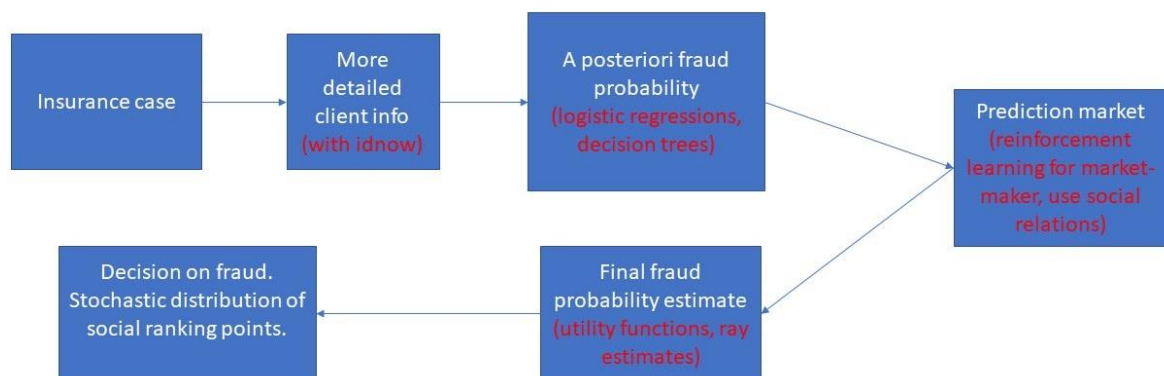 Insurance case
More
detailed
client info
(with idnow)
A posteriori fraud
probability
(logistic regressions,
decision trees)
Prediction market
(reinforcement
learning for market-
maker, use social
relations)
Decision on fraud.
Stochastic distribution of
social ranking points.
Final fraud
probability estimate
(utility functions, ray
estimates)